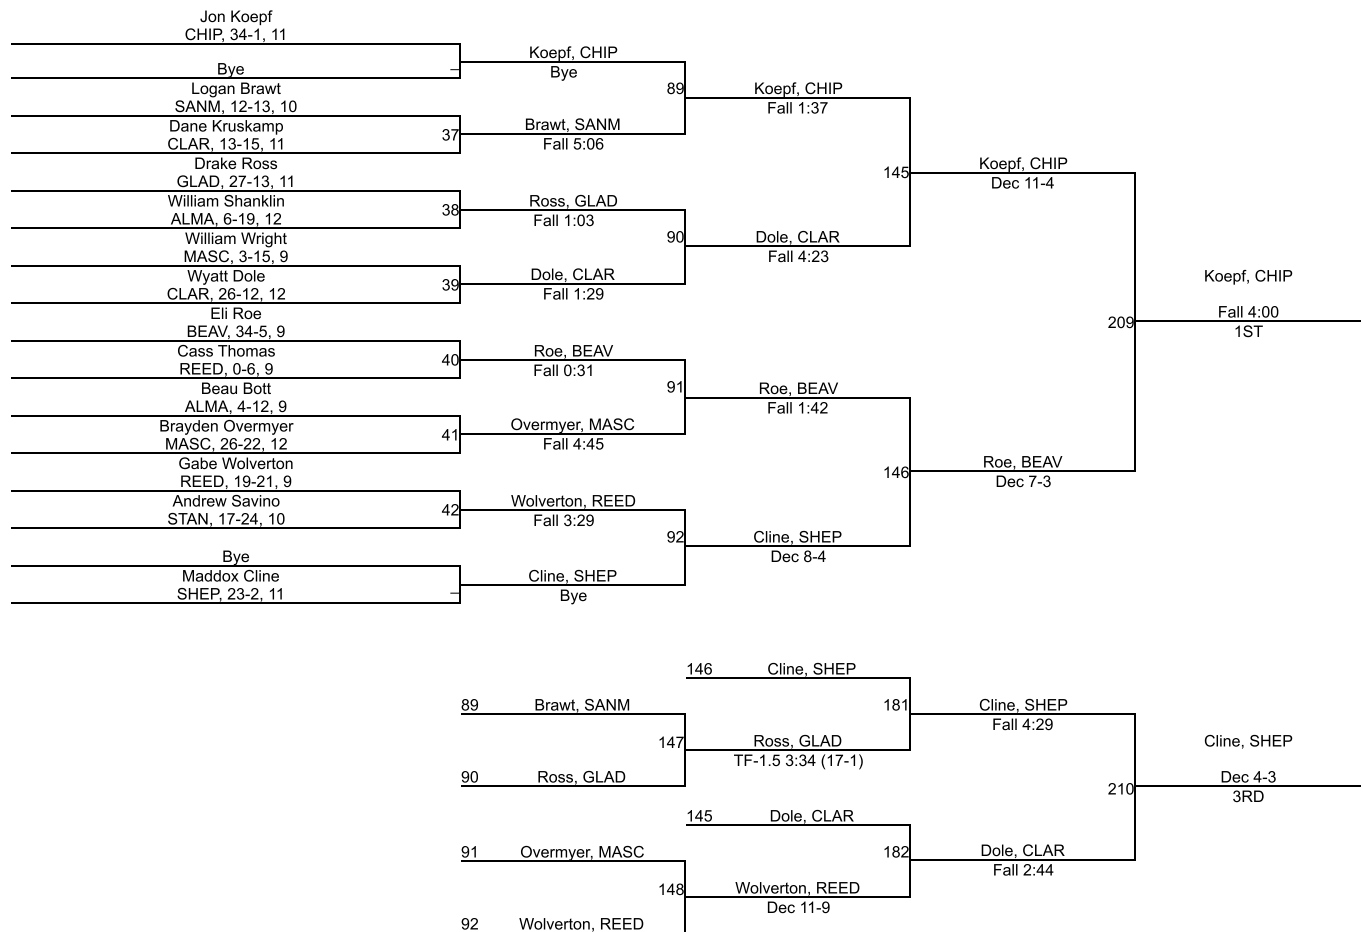 Jon Koepf
CHIP, 34-1, 11
Bye
Logan Brawt
SANM, 12-13, 10
Dane Kruskamp
CLAR, 13-15, 11
Drake Ross
GLAD, 27-13, 11
William Shanklin
ALMA, 6-19, 12
William Wright
MASC, 3-15, 9
Wyatt Dole
CLAR, 26-12, 12
Eli Roe
BEAV, 34-5, 9
Cass Thomas
REED, 0-6, 9
Beau Bott
ALMA, 4-12, 9
Brayden Overmyer
MASC, 26-22, 12
Gabe Wolverton
REED, 19-21, 9
Andrew Savino
STAN, 17-24, 10
Bye
Maddox Cline
SHEP, 23-2, 11
–
37
38
39
40
41
42
–
Koepf, CHIP
Bye
Brawt, SANM
Fall 5:06
Ross, GLAD
Fall 1:03
Dole, CLAR
Fall 1:29
Roe, BEAV
Fall 0:31
Overmyer, MASC
Fall 4:45
Wolverton, REED
Fall 3:29
Cline, SHEP
Bye
89
90
91
92
Koepf, CHIP
Fall 1:37
Dole, CLAR
Fall 4:23
Roe, BEAV
Fall 1:42
Cline, SHEP
Dec 8-4
145
146
Koepf, CHIP
Dec 11-4
Roe, BEAV
Dec 7-3
209
Koepf, CHIP
Fall 4:00
1ST
89
Brawt, SANM
90
Ross, GLAD
91
Overmyer, MASC
92
Wolverton, REED
147
148
146
Cline, SHEP
Ross, GLAD
TF-1.5 3:34 (17-1)
145
Dole, CLAR
Wolverton, REED
Dec 11-9
181
182
Cline, SHEP
Fall 4:29
Dole, CLAR
Fall 2:44
210
Cline, SHEP
Dec 4-3
3RD